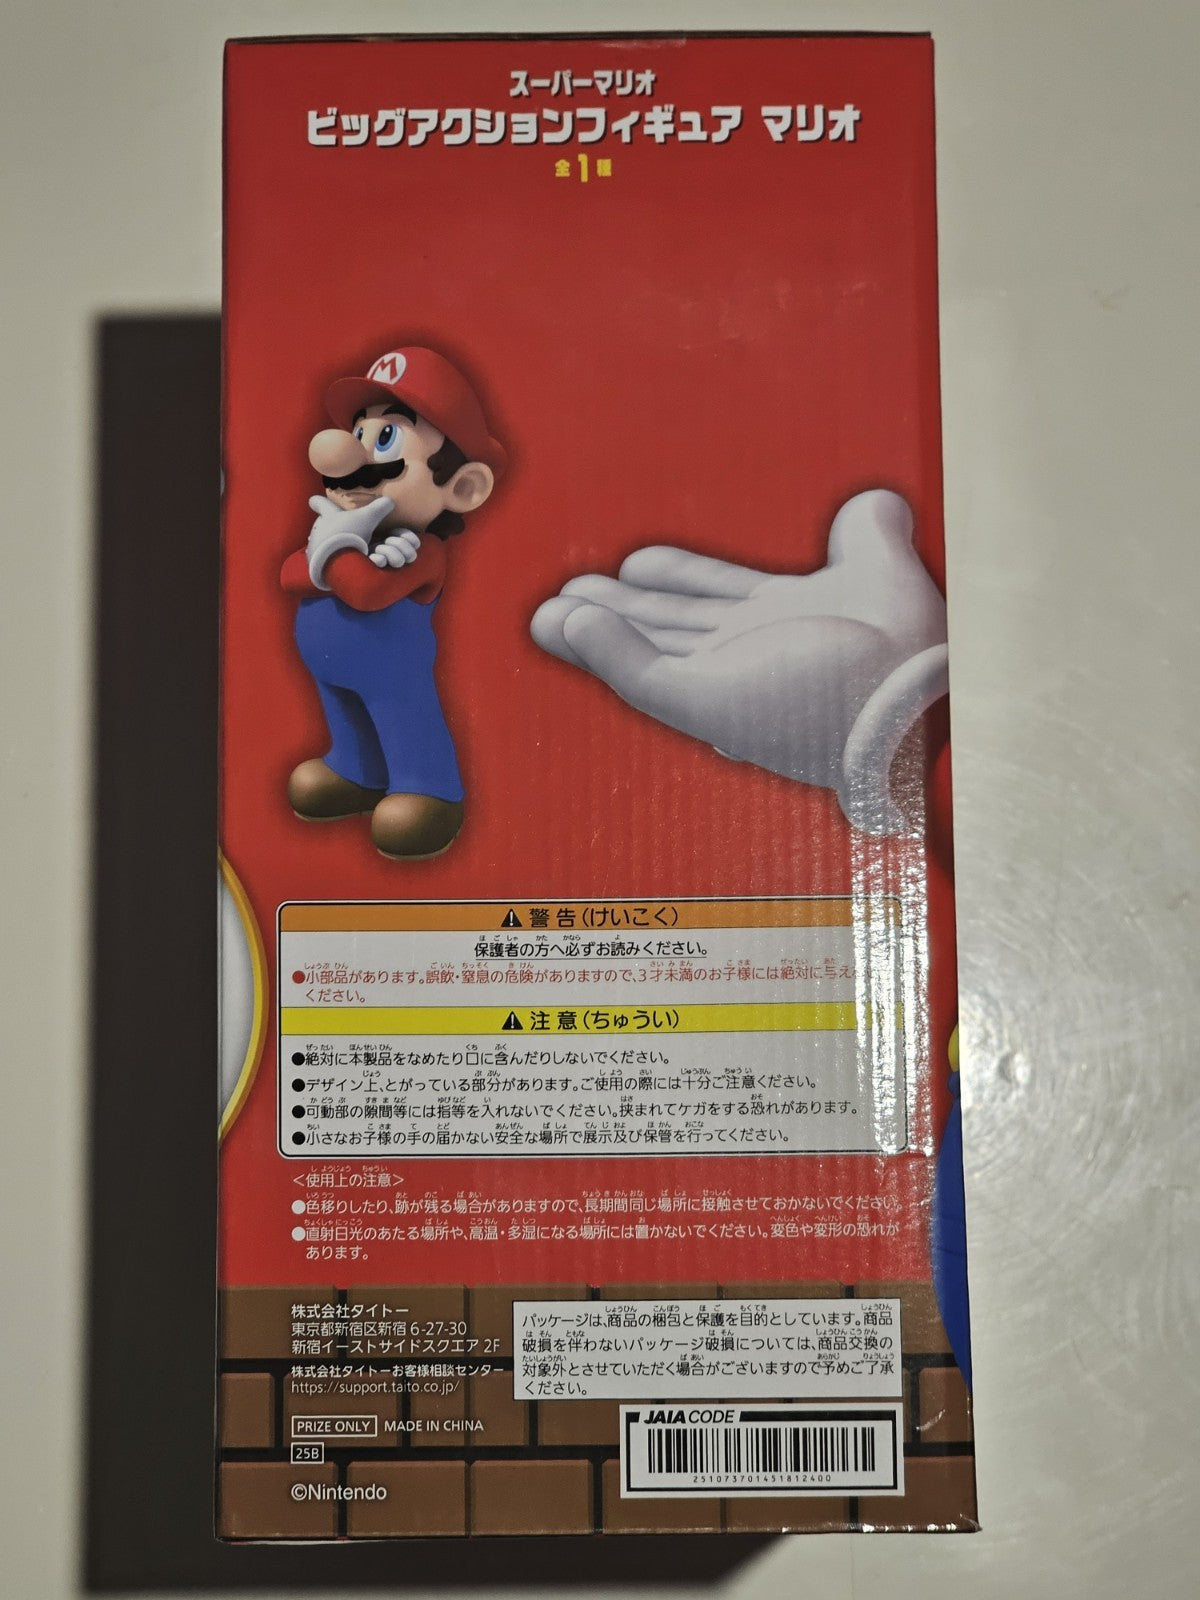 スーパーマリオ
ビッグアクションフィギュア マリオ
全1種
M
警告(けいこく)
保護者の方へ必ずお読みください。
●小部品があります。誤飲・窒息の危険がありますので、3才未満のお子様には絶対に与え
ください。
注意(ちゅうい)
●絶対に本製品をなめたり口に含んだりしないでください。
●デザイン上、とがっている部分があります。ご使用の際には十分ご注意ください。
●可動部の隙間等には指等を入れないでください。挟まれてケガをする恐れがあります。
●小さなお子様の手の届かない安全な場所で展示及び保管を行ってください。
<使用上の注意>
●色移りしたり、跡が残る場合がありますので、長期間同じ場所に接触させておかないでください。
●直射日光のあたる場所や、高温・多湿になる場所には置かないでください。変色や変形の恐れが
あります。
株式会社タイトー
東京都新宿区新宿 6-27-30
新宿イーストサイドスクエア 2F
株式会社タイトーお客様相談センター
https://support.taito.co.jp/
PRIZE ONLY MADE IN CHINA
25B
©Nintendo
パッケージは、商品の梱包と保護を目的としています。商品
破損を伴わないパッケージ破損については、商品交換の
対象外とさせていただく場合がございますので予めご了承
ください。
JAIA CODE
251073701451812400